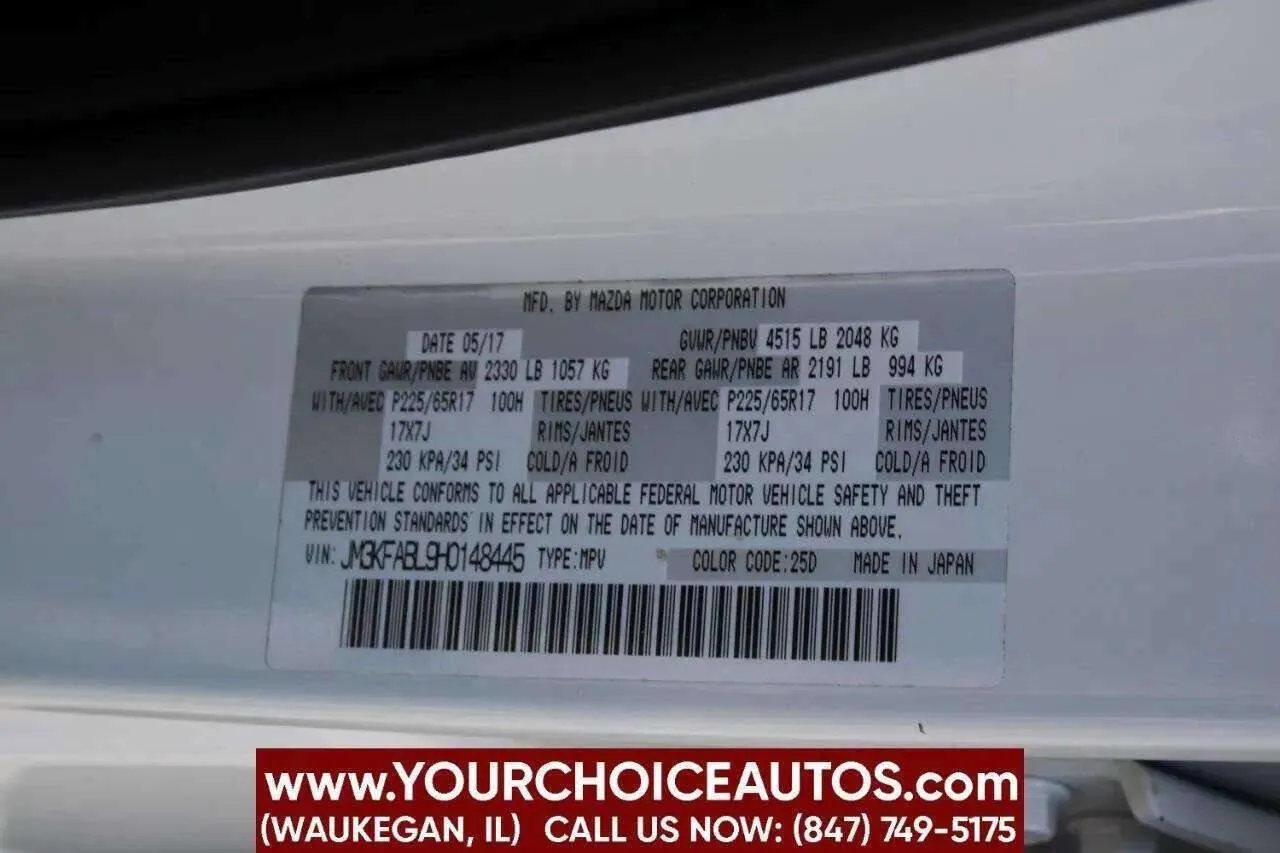 MFD. BY MAZDA MOTOR CORPORATION
DATE 05/17 GVWR/PNBV 4515 LB 2048 KG
FRONT GAWR/PNBE AV 2330 LB 1057 KG REAR GAWR/PNBE AR 2191 LB 994 KG
WITH/AVEC P225/65R17 100H TIRES/PNEUS WITH/AVEC P225/65R17 100H TIRES/PNEUS
17X7J RIMS/JANTES 17X7J RIMS/JANTES
230 KPA/34 PSI COLD/A FROID 230 KPA/34 PSI COLD/A FROID
THIS VEHICLE CONFORMS TO ALL APPLICABLE FEDERAL MOTOR VEHICLE SAFETY AND THEFT
PREVENTION STANDARDS IN EFFECT ON THE DATE OF MANUFACTURE SHOWN ABOVE.
VIN: JM3KFABL9H0148445 TYPE:MPV COLOR CODE:25D MADE IN JAPAN
www.YOURCHOICEAUTOS.com
(WAUKEGAN, IL) CALL US NOW: (847) 749-5175